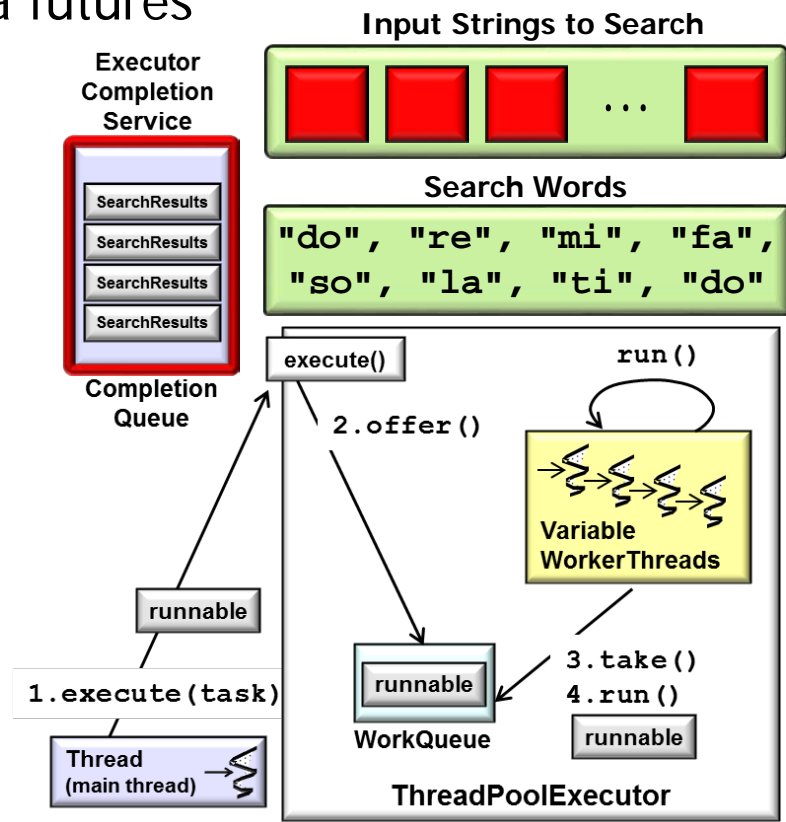 a futures
Input Strings to Search
...
Executor
Completion
Service
SearchResults
SearchResults
SearchResults
SearchResults
Completion
Queue
Search Words
"do", "re", "mi", "fa",
"so", "la", "ti", "do"
execute()
run()
2.offer()
Variable
WorkerThreads
runnable
1.execute(task)
Thread
(main thread)
runnable
WorkQueue
3.take()
4.run()
runnable
ThreadPoolExecutor